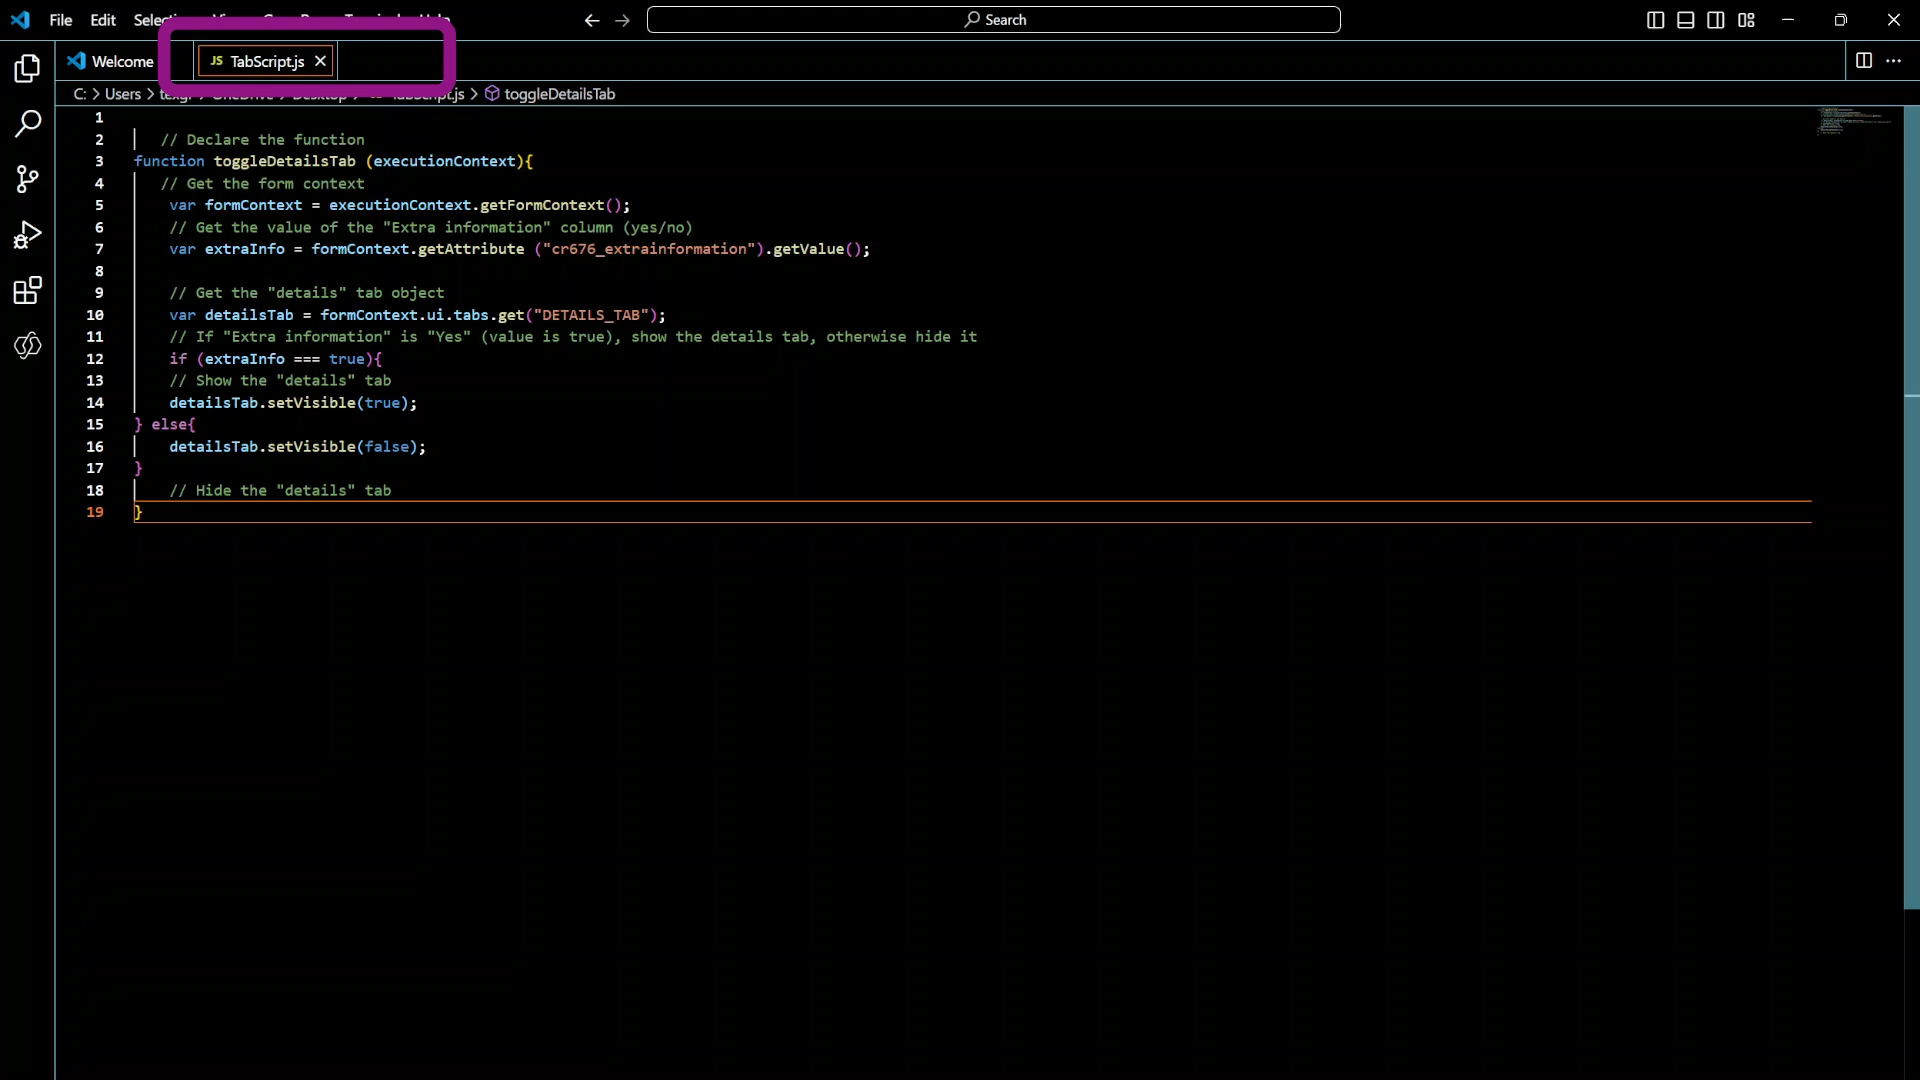 File Edit Search
Welcome JS TabScript.js
C: > Users > > toggleDetailsTab
1
2 // Declare the function
3 function toggleDetailsTab (executionContext){
4 // Get the form context
5 var formContext = executionContext.getFormContext();
6 // Get the value of the "Extra information" column (yes/no)
7 var extraInfo = formContext.getAttribute ("cr676_extrainformation").getValue();
8
9 // Get the "details" tab object
10 var detailsTab = formContext.ui.tabs.get("DETAILS_TAB");
11 // If "Extra information" is "Yes" (value is true), show the details tab, otherwise hide it
12 if (extraInfo === true){
13 // Show the "details" tab
14 detailsTab.setVisible(true);
15 } else{
16 detailsTab.setVisible(false);
17 }
18 // Hide the "details" tab
19 }